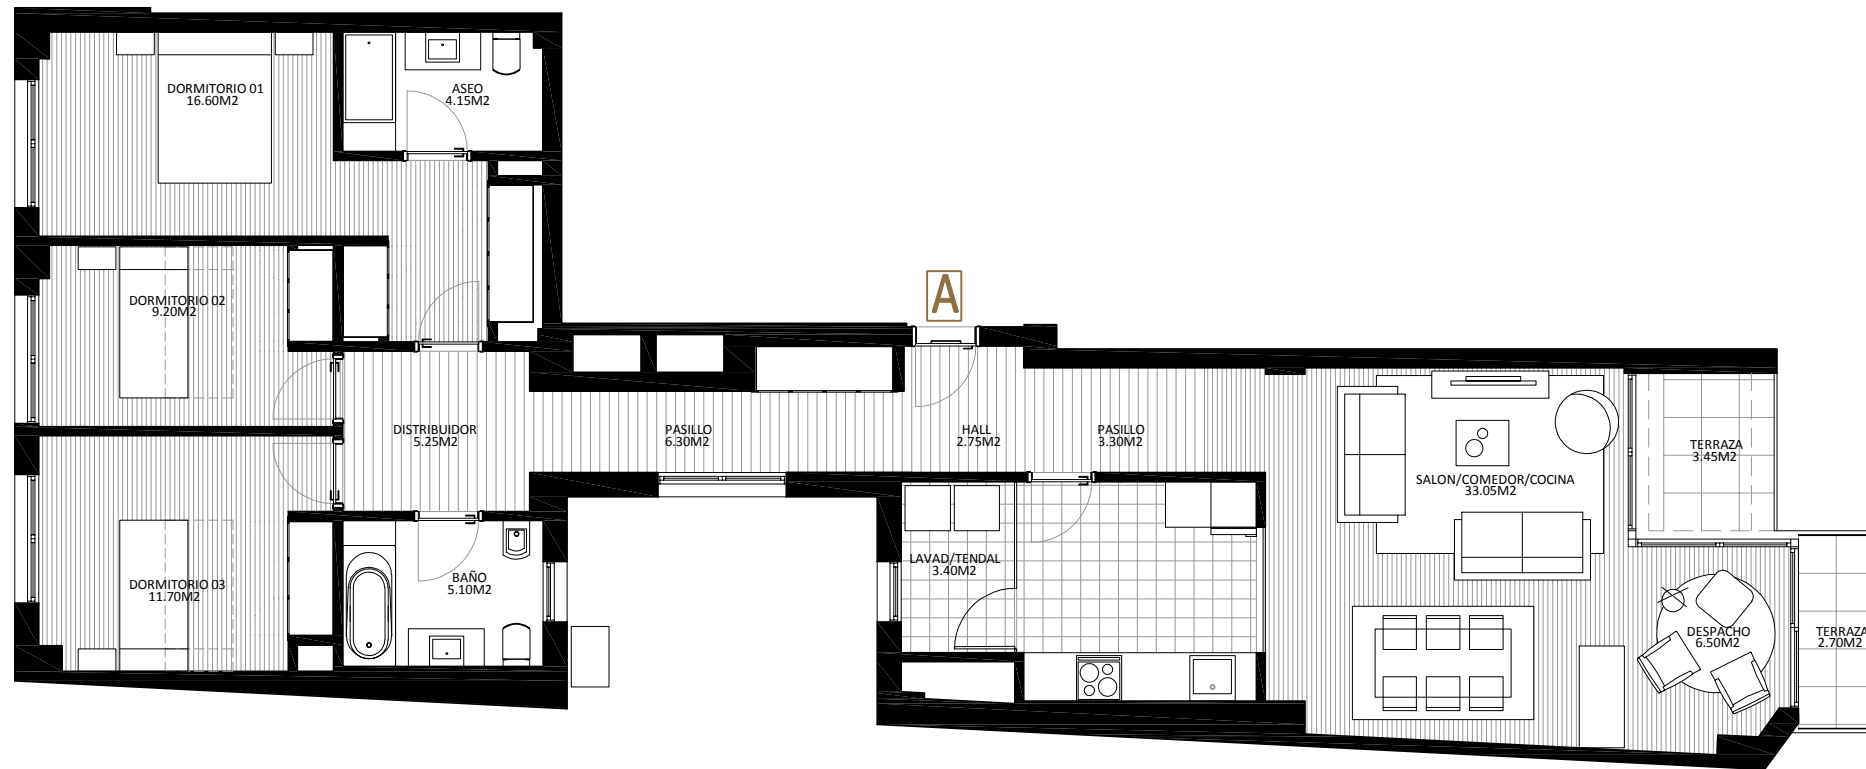 DORMITORIO 01
16.60M2
ASEO
4.15M2
DORMITORIO 02
9.20M2
A
DISTRIBUIDOR
5.25M2
PASILLO
6.30M2
HALL
2.75M2
PASILLO
3.30M2
TERRAZA
3.45M2
SALON/COMEDOR/COCINA
33.05M2
LAVAD/TENDAL
3.40M2
DORMITORIO 03
11.70M2
BAÑO
5.10M2
DESPACHO
6.50M2
TERRAZA
2.70M2